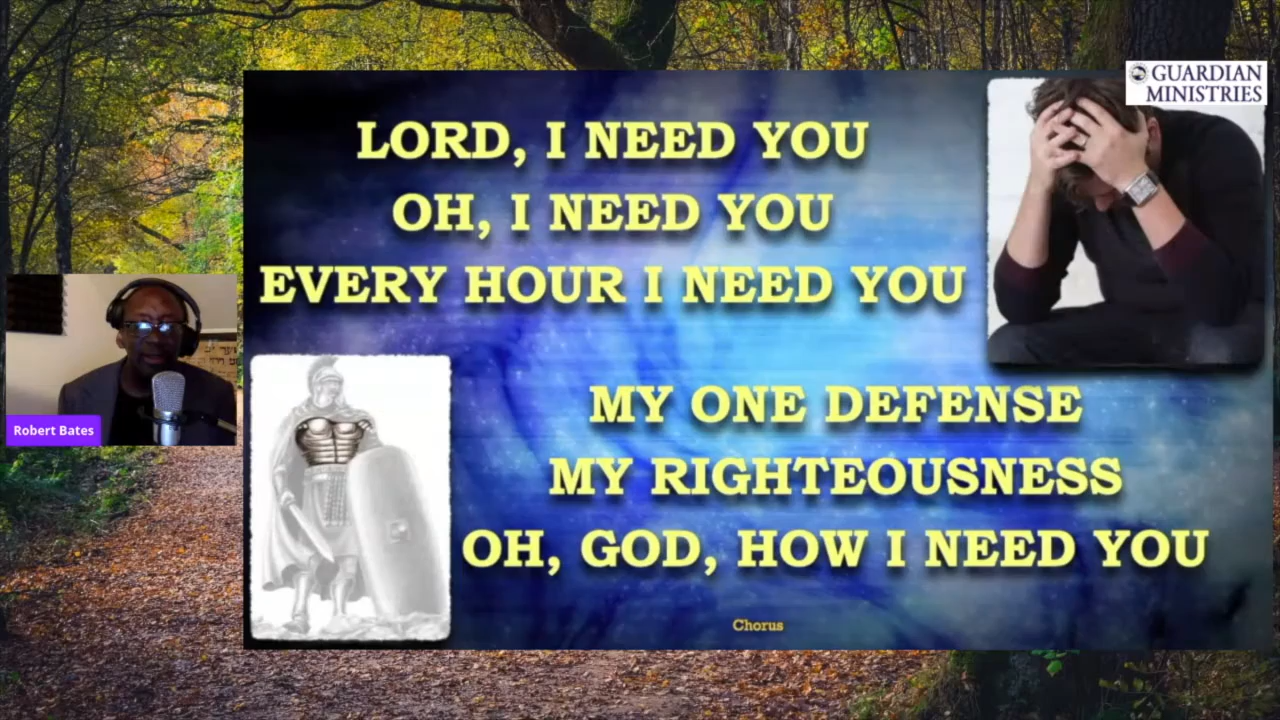 GUARDIAN
MINISTRIES
LORD, I NEED YOU
OH, I NEED YOU
EVERY HOUR I NEED YOU
MY ONE DEFENSE
MY RIGHTEOUSNESS
OH, GOD, HOW I NEED YOU
Chorus
Robert Bates